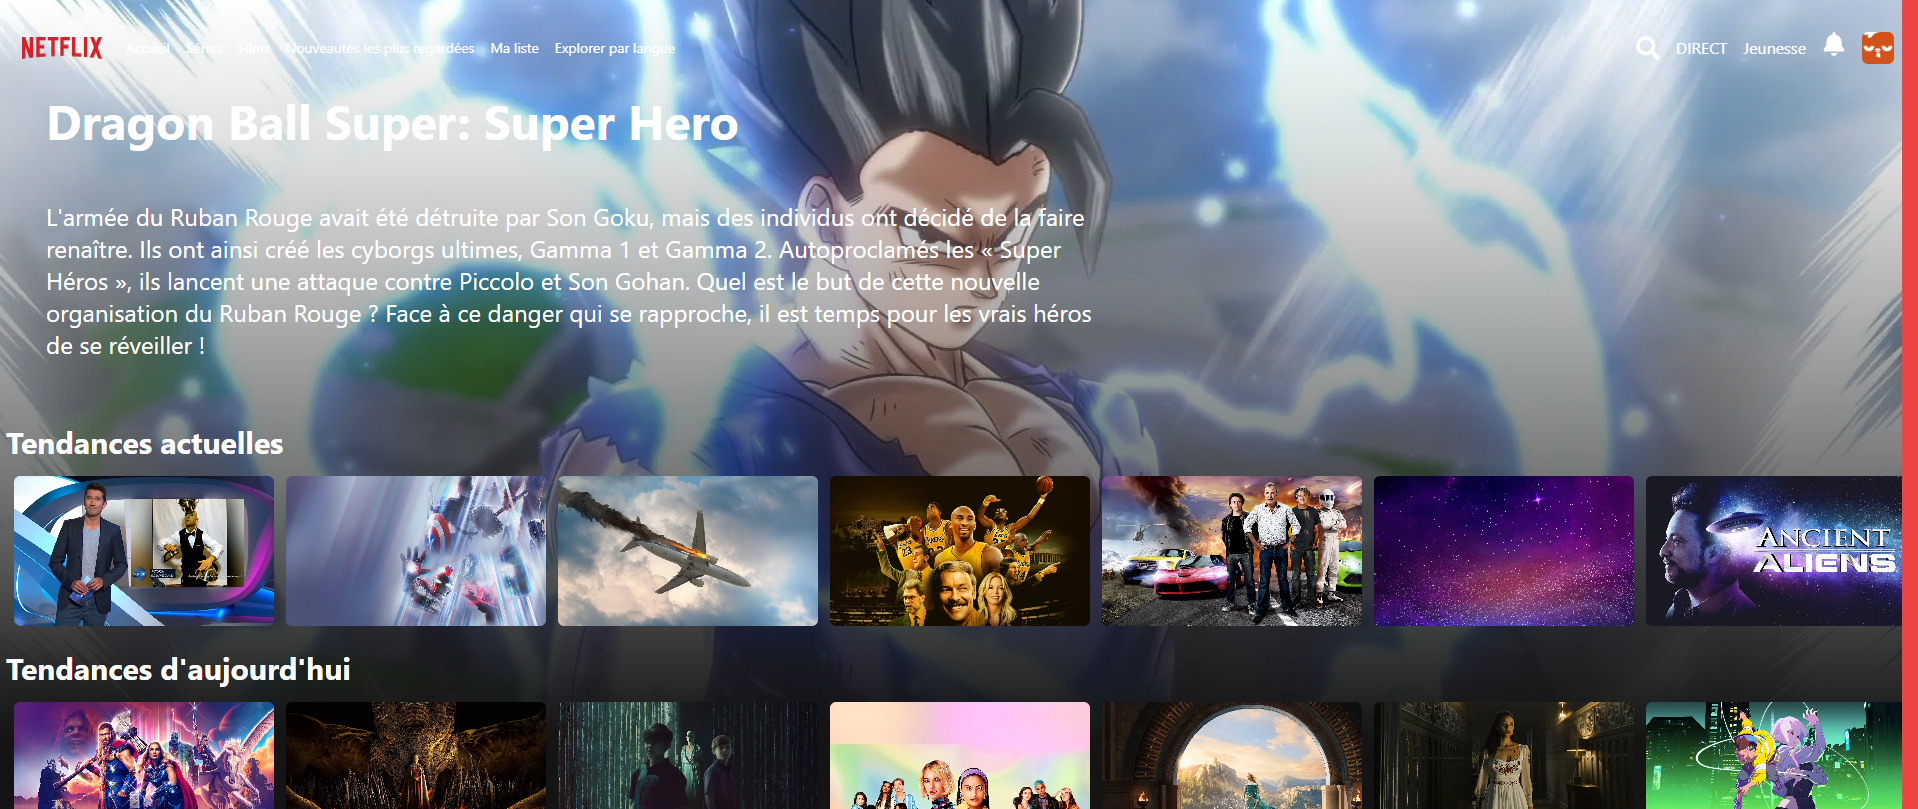 NETFLIX
Accueil Séries Films Nouveautés les plus regardées Ma liste Explorer par langue
DIRECT Jeunesse
Dragon Ball Super: Super Hero
L'armée du Ruban Rouge avait été détruite par Son Goku, mais des individus ont décidé de la faire
renaître. Ils ont ainsi créé les cyborgs ultimes, Gamma 1 et Gamma 2. Autoproclamés les « Super
Héros », ils lancent une attaque contre Piccolo et Son Gohan. Quel est le but de cette nouvelle
organisation du Ruban Rouge ? Face à ce danger qui se rapproche, il est temps pour les vrais héros
de se réveiller !
Tendances actuelles
ANCIENT
ALIENS
Tendances d'aujourd'hui